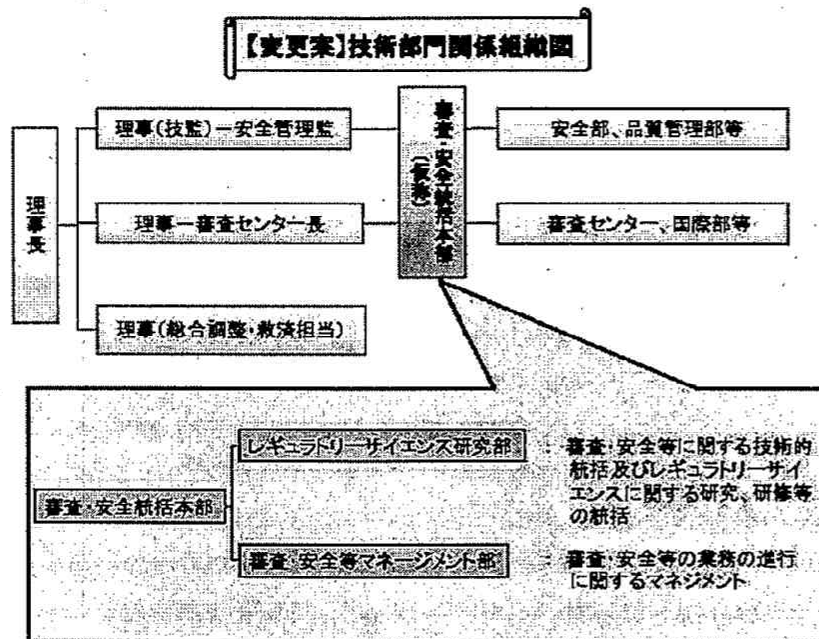 【変更案】技術部門関係組織図
理事長
理事(技監)ー安全管理監
理事ー審査センター長
理事(総合調整・救済担当)
審査・安全統括本部
(仮称)
安全部、品質管理部等
審査センター、国際部等
審査・安全統括本部
レギュラトリーサイエンス研究部
:審査・安全等に関する技術的
統括及びレギュラトリーサイ
エンスに関する研究、研修等
の統括
審査・安全等マネージメント部
:審査・安全等の業務の進行
に関するマネジメント